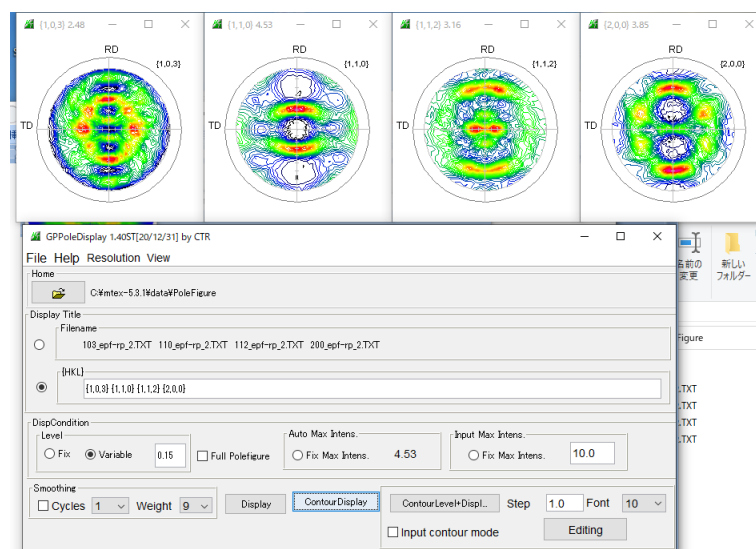 {1,0,3} 2.48
{1,1,0} 4.53
{1,1,2} 3.16
{2,0,0} 3.85
RD
{1,0,3}
TD
RD
{1,1,0}
TD
RD
{1,1,2}
TD
RD
{2,0,0}
TD
GPPoleDisplay 1.40ST[20/12/31] by CTR
File Help Resolution View
Home
C:¥mtex-5.3.1¥data¥PoleFigure
Display Title
Filename
103_epf-rp_2.TXT 110_epf-rp_2.TXT 112_epf-rp_2.TXT 200_epf-rp_2.TXT
{HKL}
{1,0,3} {1,1,0} {1,1,2} {2,0,0}
DispCondition
Level
Fix Variable 0.15
Full Polefigure
Auto Max Intens.
Fix Max Intens. 4.53
Input Max Intens.
Fix Max Intens. 10.0
Smoothing
Cycles 1 Weight 9
Display
ContourDisplay
ContourLevel+Displ...
Step 1.0 Font 10
Input contour mode
Editing
名前の
変更
新しい
フォルダー
Figure
.TXT
.TXT
.TXT
.TXT